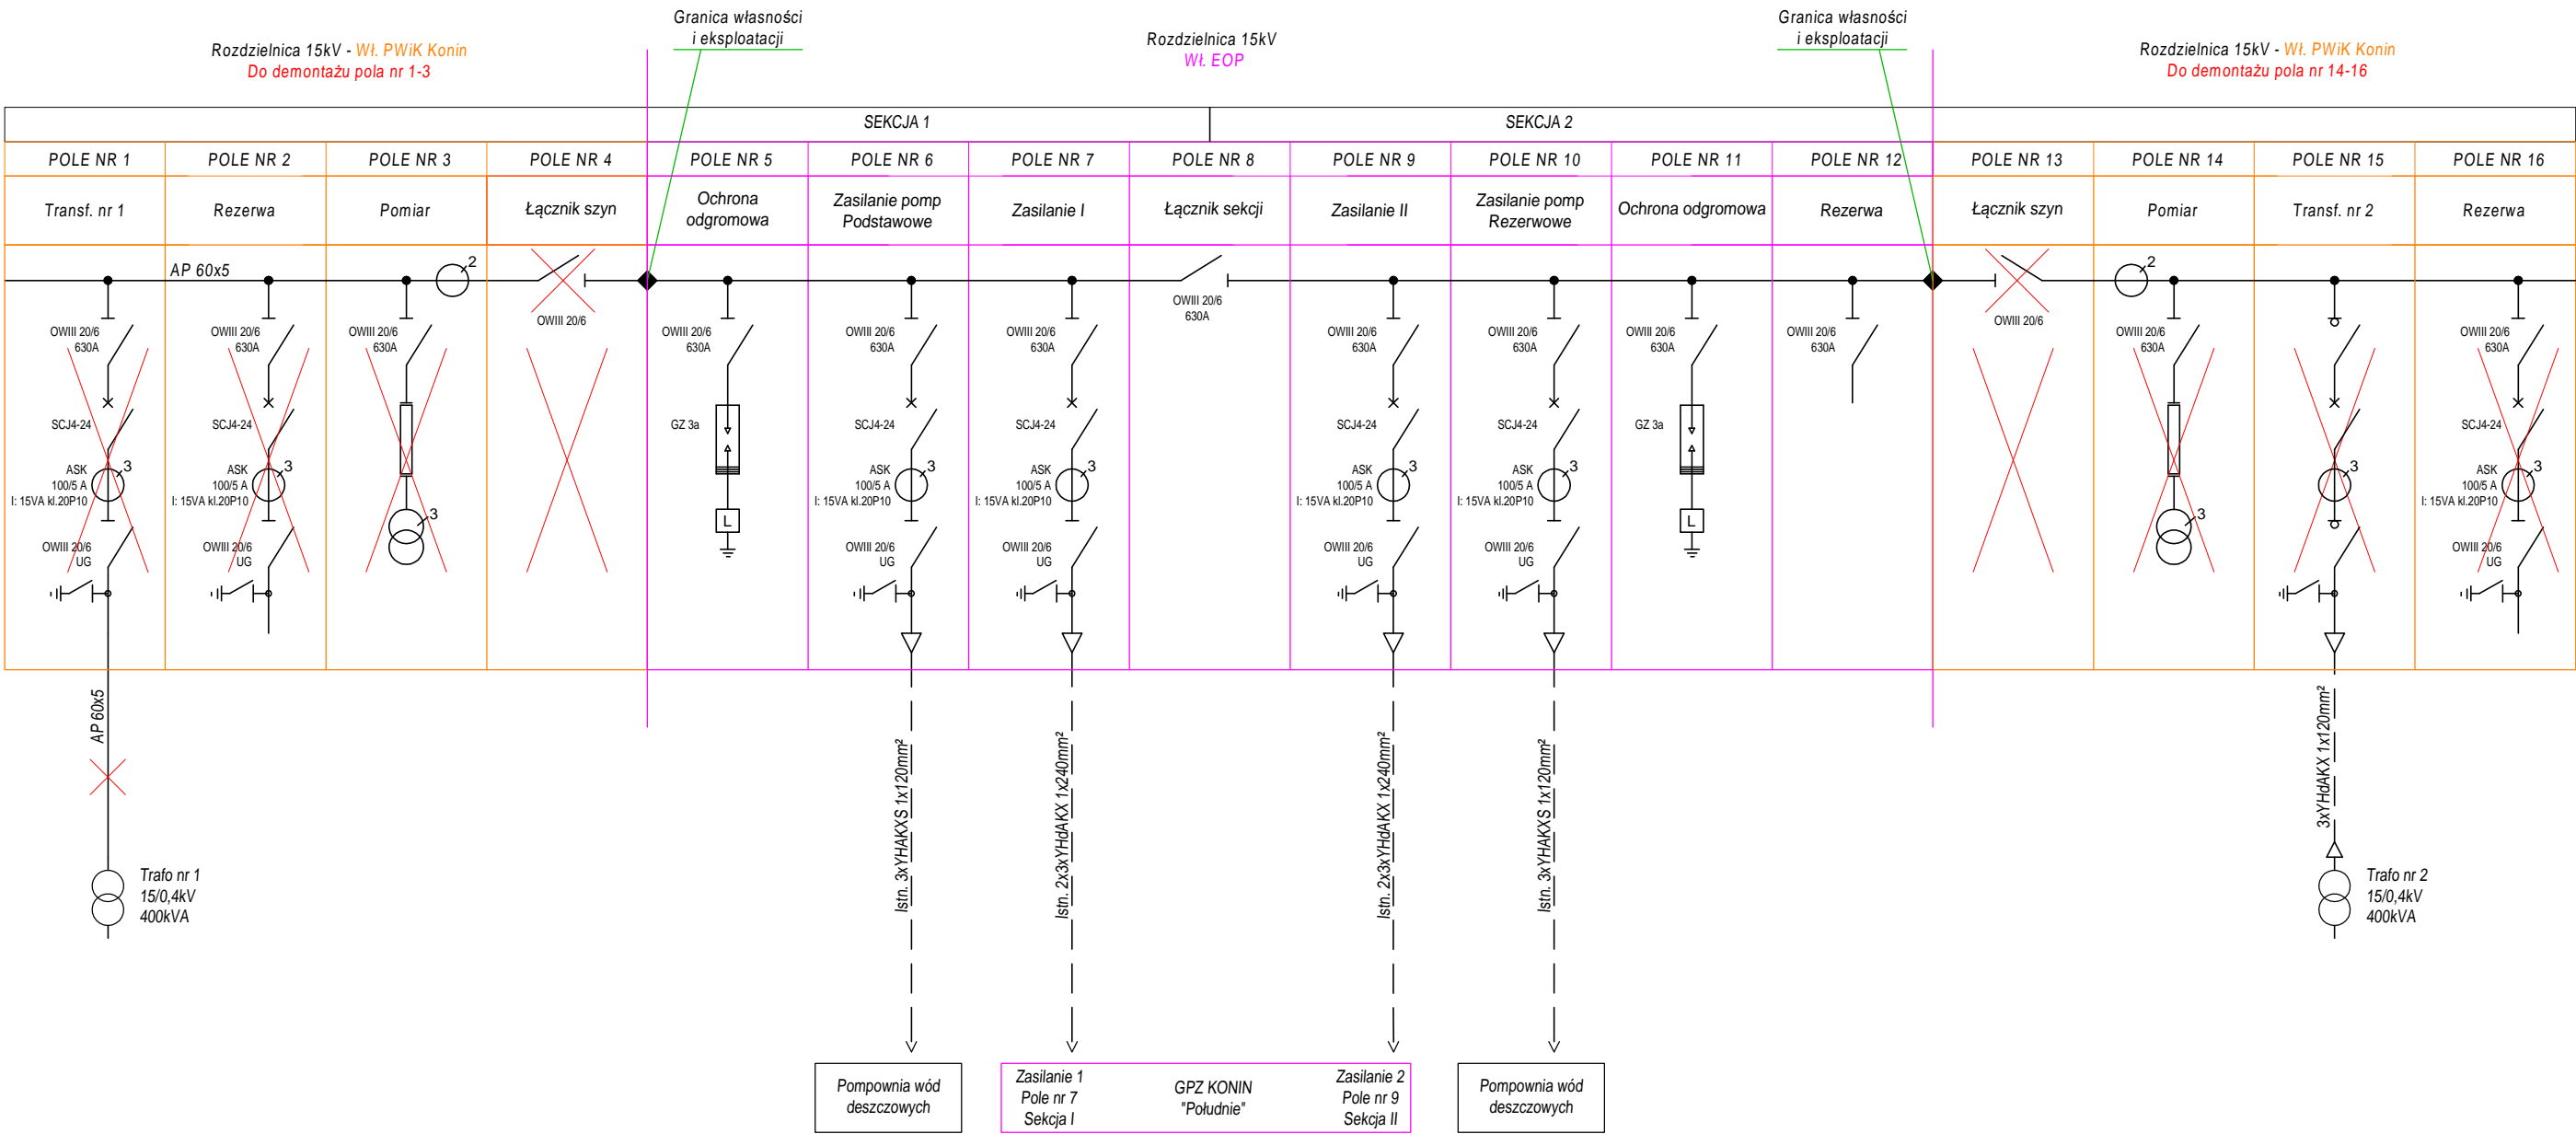 Rozdzielnica 15kV - Wł. PWiK Konin
Do demontażu pola nr 1-3
Granica własności
i eksploatacji
Rozdzielnica 15kV
Wł. EOP
Granica własności
i eksploatacji
Rozdzielnica 15kV - Wł. PWiK Konin
Do demontażu pola nr 14-16
SEKCJA 1
SEKCJA 2
POLE NR 1
POLE NR 2
POLE NR 3
POLE NR 4
POLE NR 5
POLE NR 6
POLE NR 7
POLE NR 8
POLE NR 9
POLE NR 10
POLE NR 11
POLE NR 12
POLE NR 13
POLE NR 14
POLE NR 15
POLE NR 16
Transf. nr 1
Rezerwa
Pomiar
Łącznik szyn
Ochrona
odgromowa
Zasilanie pomp
Podstawowe
Zasilanie I
Łącznik sekcji
Zasilanie II
Zasilanie pomp
Rezerwowe
Ochrona odgromowa
Rezerwa
Łącznik szyn
Pomiar
Transf. nr 2
Rezerwa
AP 60x5
OWIII 20/6
630A
SCJ4-24
ASK
100/5 A
I: 15VA kl.20P10
3
OWIII 20/6
UG
OWIII 20/6
630A
SCJ4-24
ASK
100/5 A
I: 15VA kl.20P10
3
OWIII 20/6
UG
2
OWIII 20/6
630A
3
OWIII 20/6
OWIII 20/6
630A
GZ 3a
L
OWIII 20/6
630A
SCJ4-24
ASK
100/5 A
I: 15VA kl.20P10
3
OWIII 20/6
UG
OWIII 20/6
630A
SCJ4-24
ASK
100/5 A
I: 15VA kl.20P10
3
OWIII 20/6
UG
OWIII 20/6
630A
OWIII 20/6
630A
SCJ4-24
ASK
100/5 A
I: 15VA kl.20P10
3
OWIII 20/6
UG
OWIII 20/6
630A
SCJ4-24
ASK
100/5 A
I: 15VA kl.20P10
3
OWIII 20/6
UG
OWIII 20/6
630A
GZ 3a
L
OWIII 20/6
630A
OWIII 20/6
2
OWIII 20/6
630A
3
3
OWIII 20/6
630A
SCJ4-24
ASK
100/5 A
I: 15VA kl.20P10
3
OWIII 20/6
UG
AP 60x5
Istn. 3xYHAKXS 1x120mm²
Istn. 2x3xYHdAKX 1x240mm²
Istn. 2x3xYHdAKX 1x240mm²
Istn. 3xYHAKXS 1x120mm²
3xYHdAKX 1x120mm²
Trafo nr 1
15/0,4kV
400kVA
Trafo nr 2
15/0,4kV
400kVA
Pompownia wód
deszczowych
Zasilanie 1
Pole nr 7
Sekcja I
GPZ KONIN
"Południe"
Zasilanie 2
Pole nr 9
Sekcja II
Pompownia wód
deszczowych